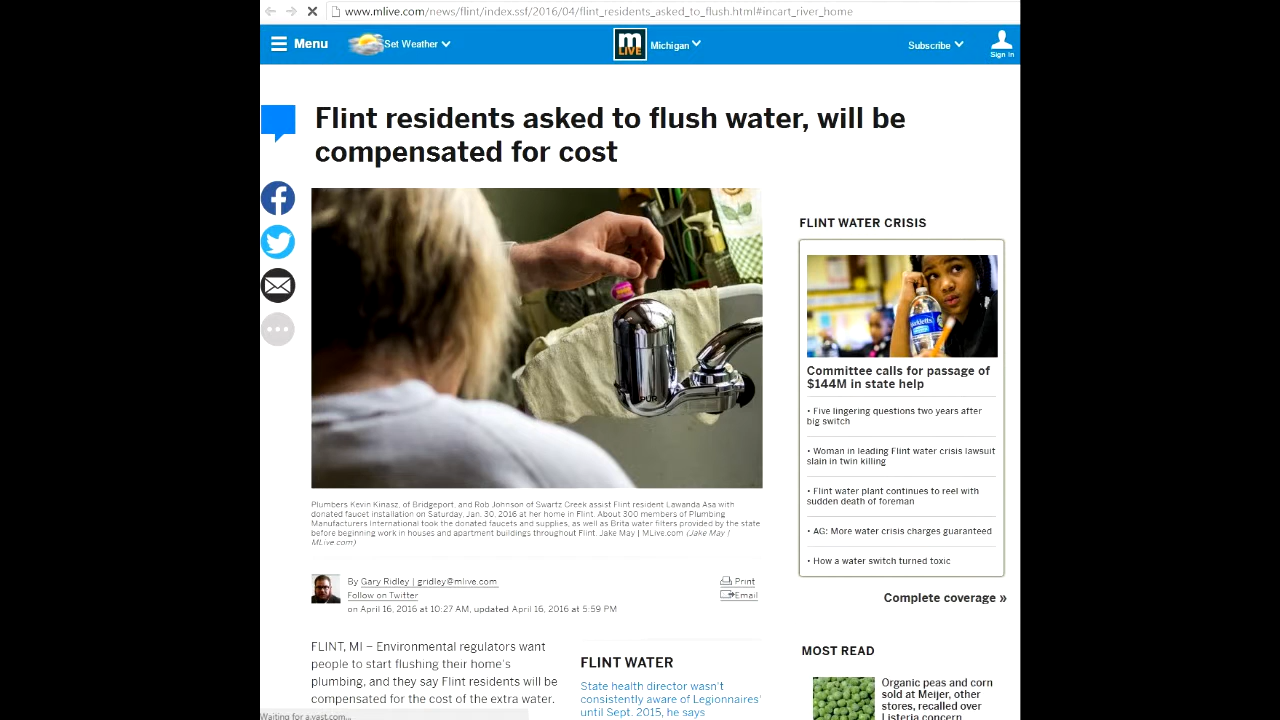 www.mlive.com/news/flint/index.ssf/2016/04/flint_residents_asked_to_flush.html#incart_river_home
Menu
Set Weather
m
LIVE
Michigan
Subscribe
Sign In
Flint residents asked to flush water, will be
compensated for cost
PUR
Plumbers Kevin Kinasz, of Bridgeport, and Rob Johnson of Swartz Creek assist Flint resident Lawanda Asa with
donated faucet installation on Saturday, Jan. 30, 2016 at her home in Flint. About 300 members of Plumbing
Manufacturers International took the donated faucets and supplies, as well as Brita water filters provided by the state
before beginning work in houses and apartment buildings throughout Flint. Jake May | MLive.com (Jake May |
MLive.com)
By Gary Ridley | gridley@mlive.com
Follow on Twitter
on April 16, 2016 at 10:27 AM, updated April 16, 2016 at 5:59 PM
Print
Email
FLINT, MI – Environmental regulators want
people to start flushing their home's
plumbing, and they say Flint residents will be
compensated for the cost of the extra water.
FLINT WATER
State health director wasn't
consistently aware of Legionnaires'
until Sept. 2015, he says
FLINT WATER CRISIS
Committee calls for passage of
$144M in state help
• Five lingering questions two years after
big switch
• Woman in leading Flint water crisis lawsuit
slain in twin killing
• Flint water plant continues to reel with
sudden death of foreman
• AG: More water crisis charges guaranteed
• How a water switch turned toxic
Complete coverage »
MOST READ
Organic peas and corn
sold at Meijer, other
stores, recalled over
Listeria concern
Waiting for a.vast.com...